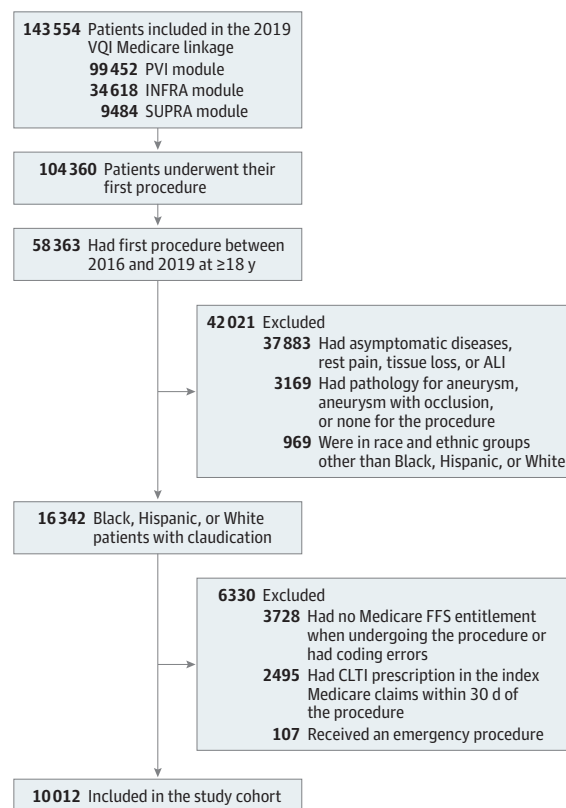 143 554 Patients included in the 2019
VQI Medicare linkage
99 452 PVI module
34 618 INFRA module
9484 SUPRA module
104 360 Patients underwent their
first procedure
58 363 Had first procedure between
2016 and 2019 at ≥18 y
42 021 Excluded
37 883 Had asymptomatic diseases,
rest pain, tissue loss, or ALI
3169 Had pathology for aneurysm,
aneurysm with occlusion,
or none for the procedure
969 Were in race and ethnic groups
other than Black, Hispanic, or White
16 342 Black, Hispanic, or White
patients with claudication
6330 Excluded
3728 Had no Medicare FFS entitlement
when undergoing the procedure or
had coding errors
2495 Had CLTI prescription in the index
Medicare claims within 30 d of
the procedure
107 Received an emergency procedure
10 012 Included in the study cohort